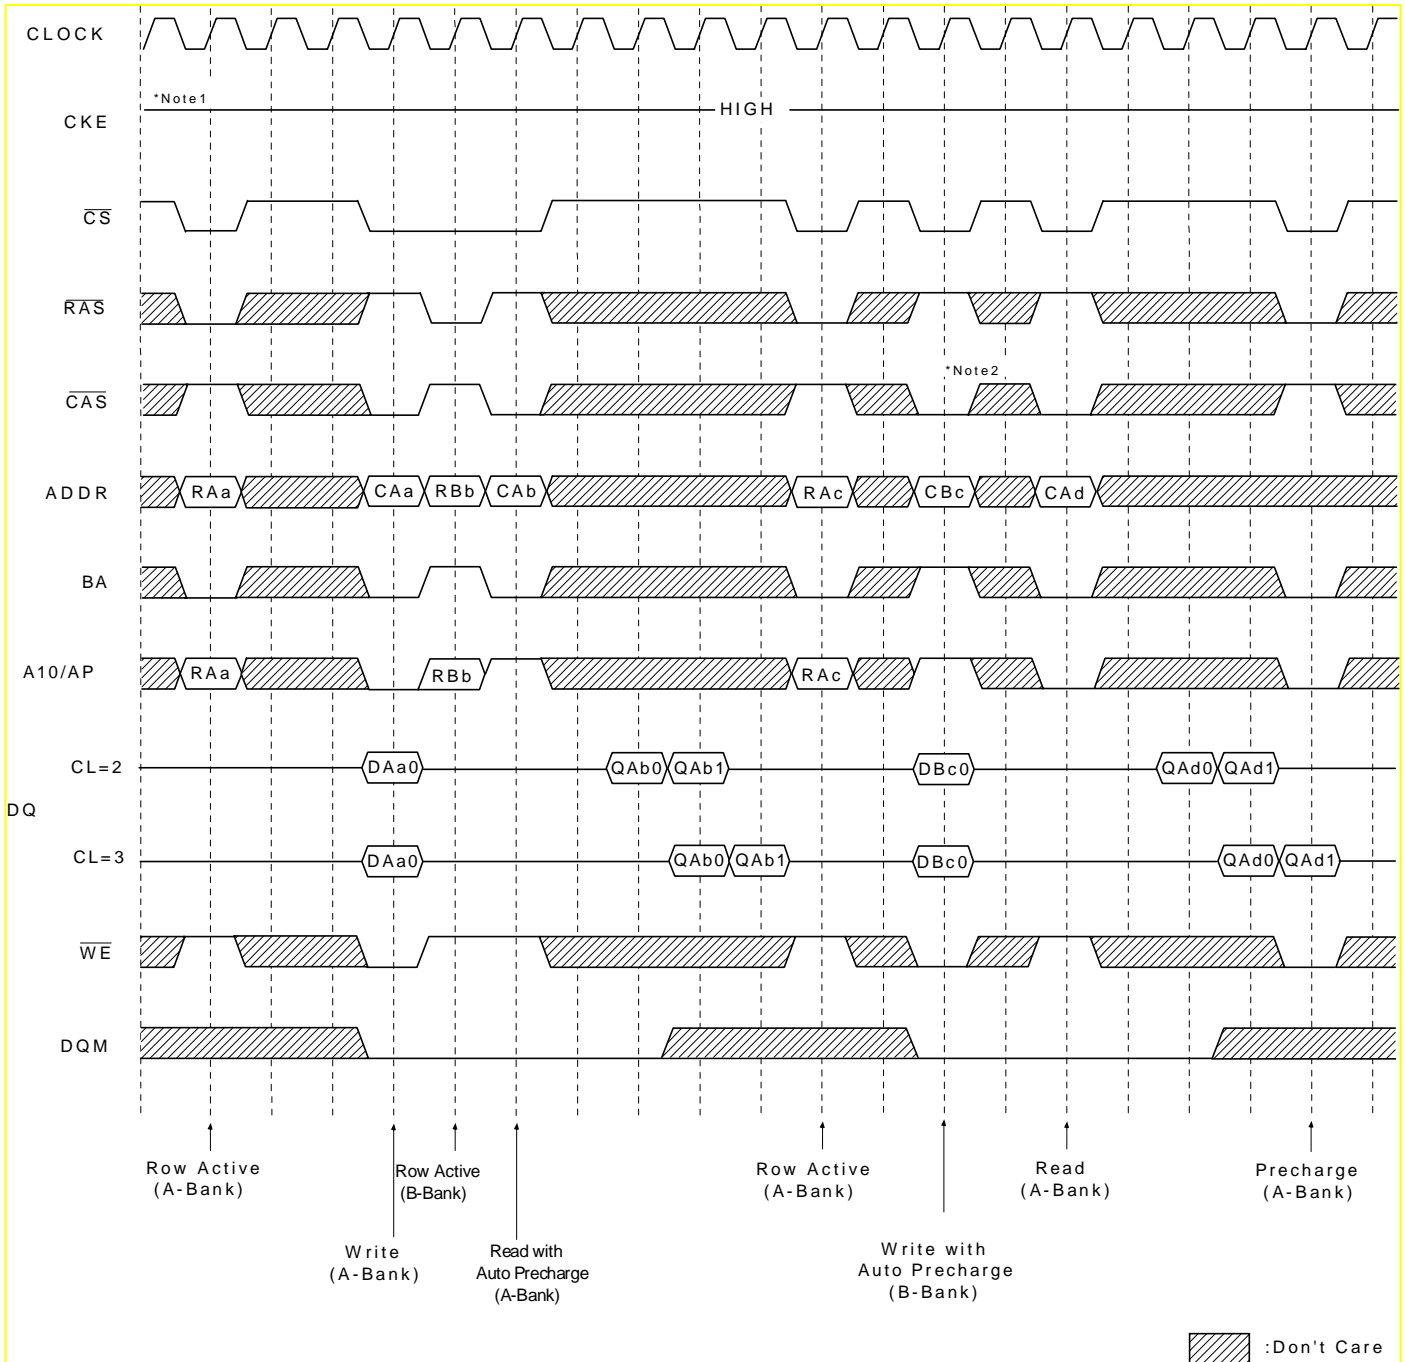 CLOCK
*Note1
HIGH
CKE
CS
RAS
*Note2
CAS
ADDR RAa CAa RBb CAb RAc CBc CAd
BA
A10/AP RAa RBb RAc
CL=2 DAa0 QAb0 QAb1 DBc0 QAd0 QAd1
DQ
CL=3 DAa0 QAb0 QAb1 DBc0 QAd0 QAd1
WE
DQM
Row Active
(A-Bank)
Row Active
(B-Bank)
Row Active
(A-Bank)
Read
(A-Bank)
Precharge
(A-Bank)
Write
(A-Bank)
Read with
Auto Precharge
(A-Bank)
Write with
Auto Precharge
(B-Bank)
:Don't Care